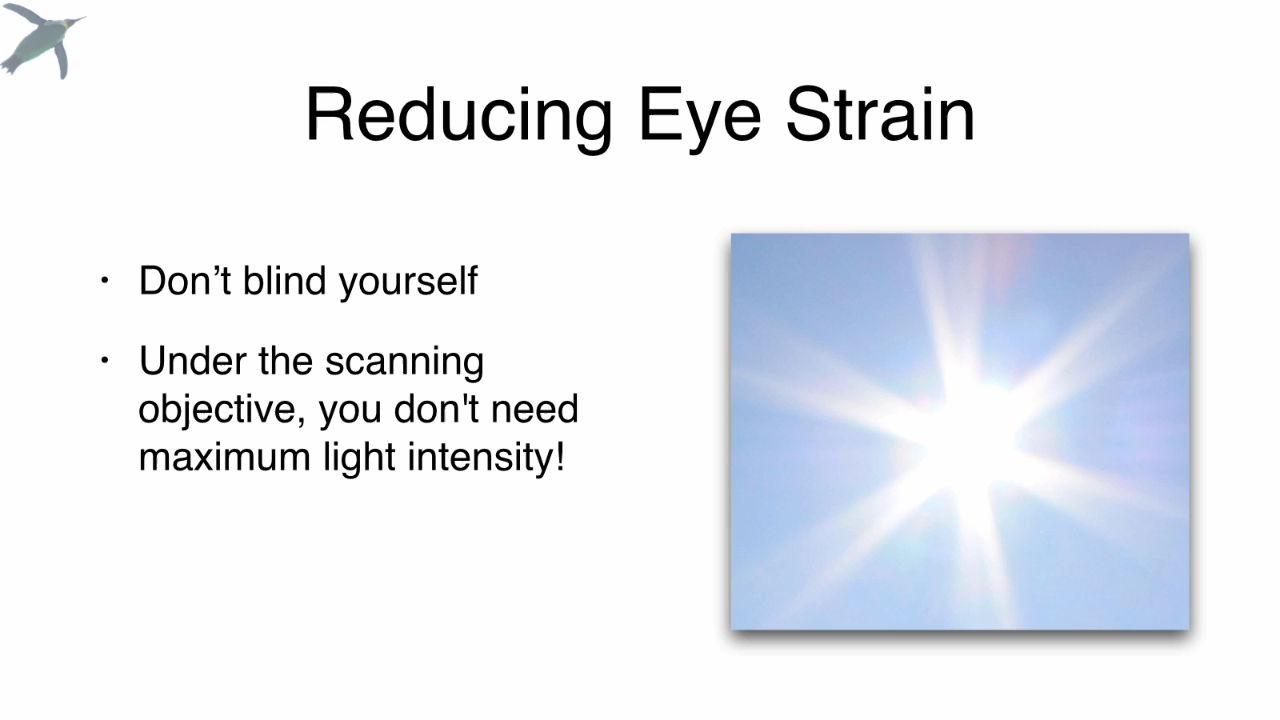 Reducing Eye Strain
• Don’t blind yourself
• Under the scanning
objective, you don't need
maximum light intensity!